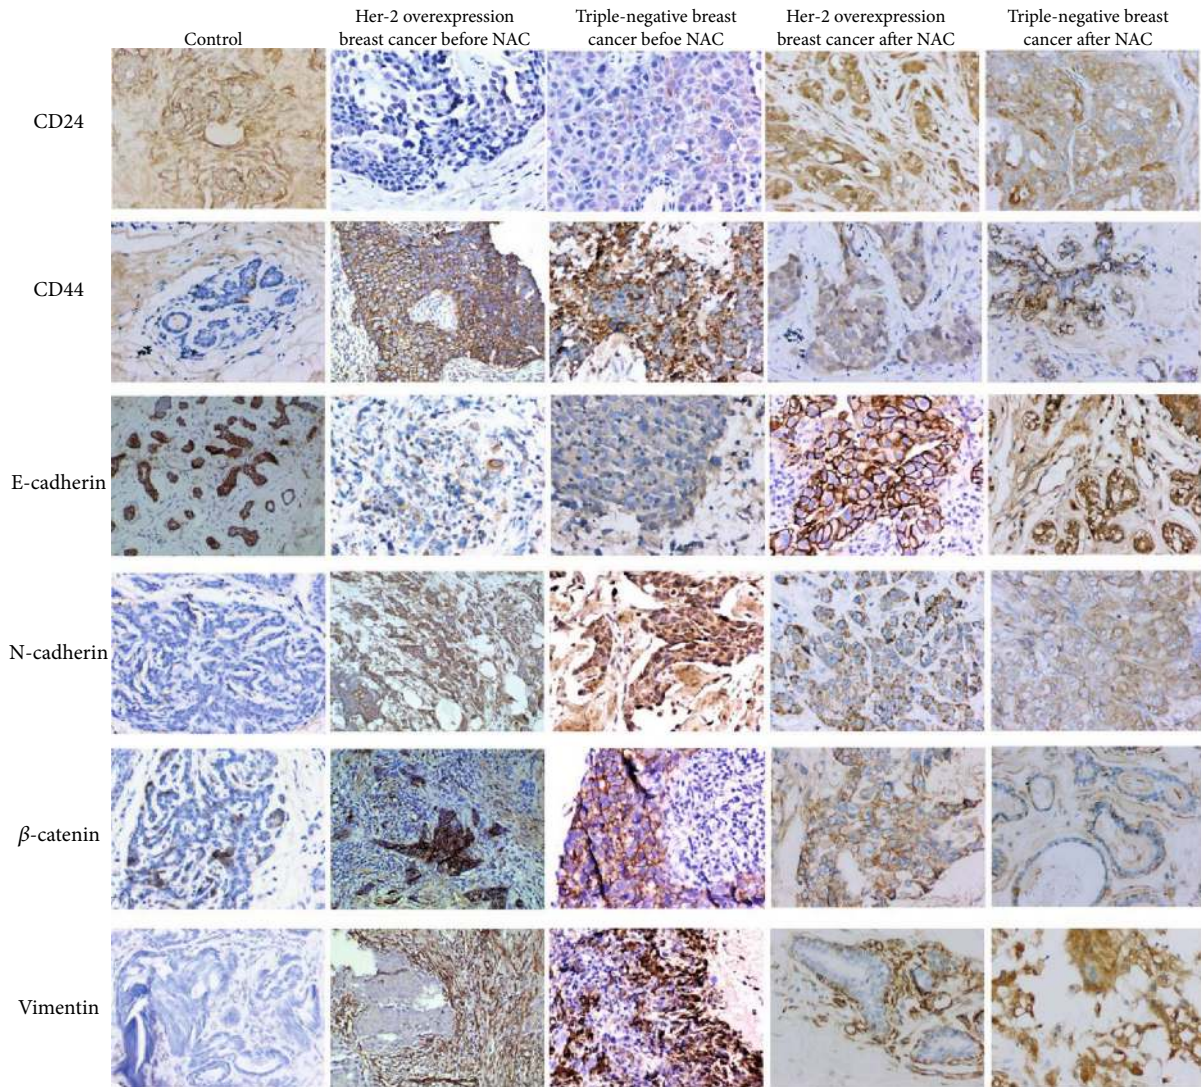 Control
Her-2 overexpression
breast cancer before NAC
Triple-negative breast
cancer befoe NAC
Her-2 overexpression
breast cancer after NAC
Triple-negative breast
cancer after NAC
CD24
CD44
E-cadherin
N-cadherin
β-catenin
Vimentin